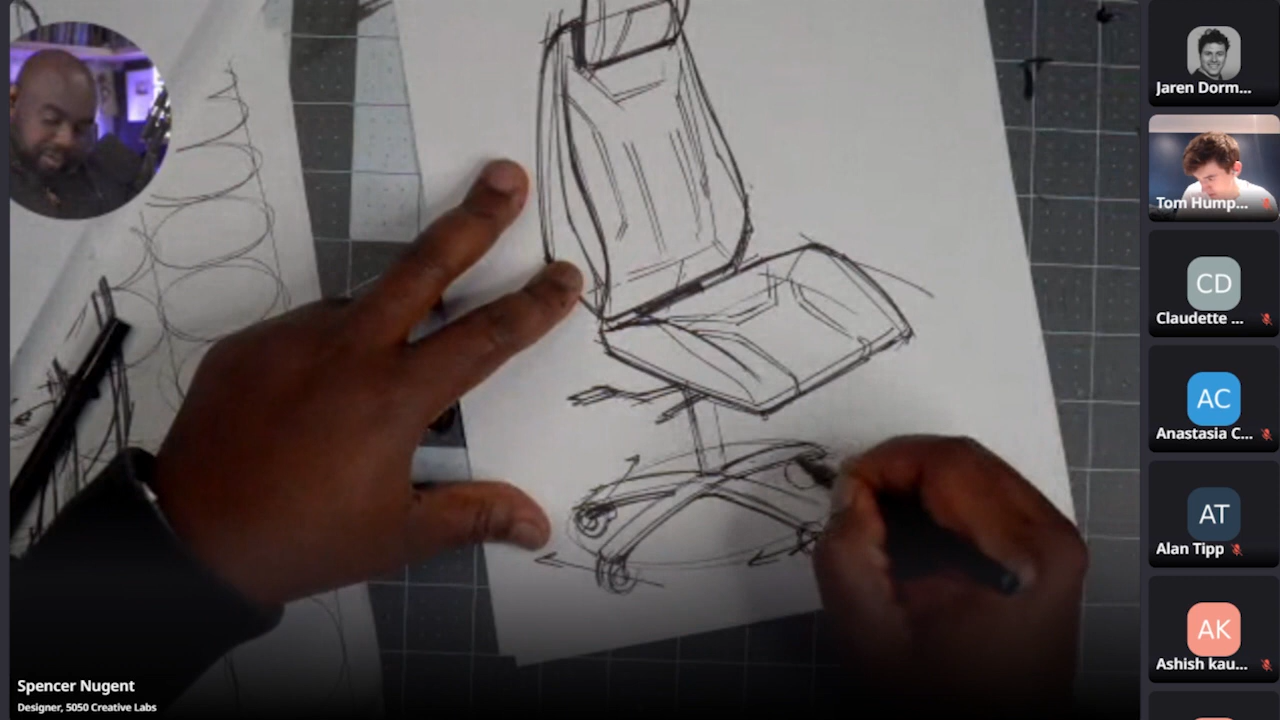 Jaren Dorm...
Tom Hump...
CD
Claudette ...
AC
Anastasia C...
AT
Alan Tipp
AK
Ashish kau...
Spencer Nugent
Designer, 5050 Creative Labs